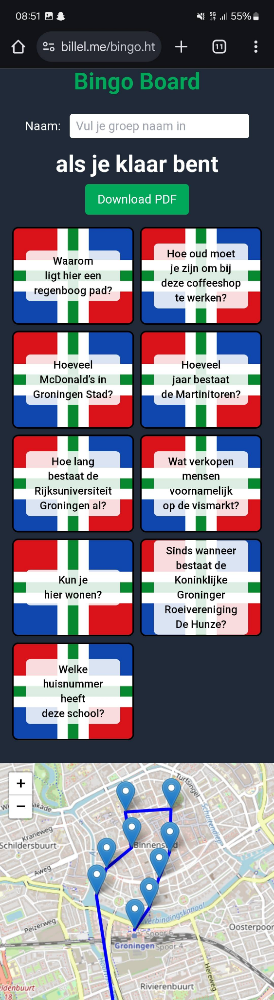 08:51
5G
55%
billel.me/bingo.ht
11
Bingo Board
Naam:
Vul je groep naam in
als je klaar bent
Download PDF
Waarom
ligt hier een
regenboog pad?
Hoe oud moet
je zijn om bij
deze coffeeshop
te werken?
Hoeveel
McDonald's in
Groningen Stad?
Hoeveel
jaar bestaat
de Martinitoren?
Hoe lang
bestaat de
Rijksuniversiteit
Groningen al?
Wat verkopen
mensen
voornamelijk
op de vismarkt?
Kun je
hier wonen?
Sinds wanneer
bestaat de
Koninklijke
Groninger
Roeivereniging
De Hunze?
Welke
huisnummer
heeft
deze school?
+
−
Turfsingel
Schuitendiep
Kraneweg
Schildersbuurt
Aweg
Verbindingskanaal
Peizerweg
Oosterpoor
Spoor 6
Groningen
Spoor 4
Hereweg
Rivierenbuurt
ldenbuurt
18